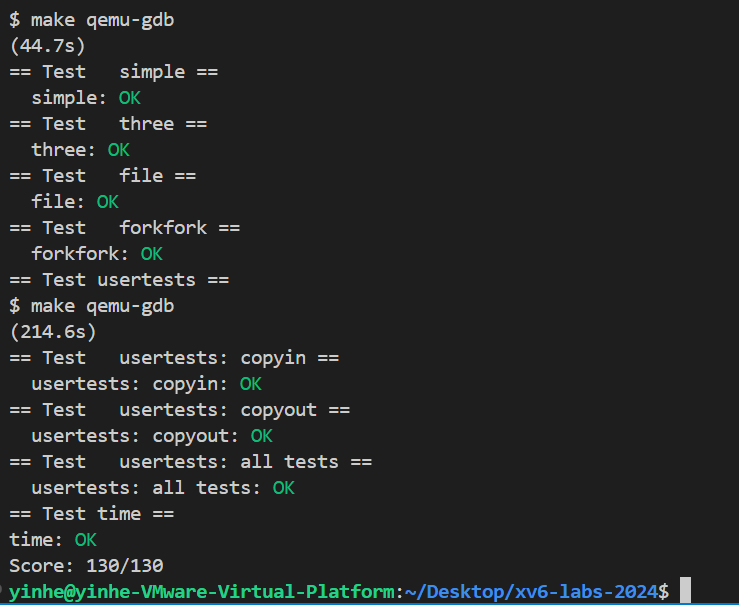 $ make qemu-gdb
(44.7s)
== Test   simple ==
  simple: OK
== Test   three ==
  three: OK
== Test   file ==
  file: OK
== Test   forkfork ==
  forkfork: OK
== Test usertests ==
$ make qemu-gdb
(214.6s)
== Test   usertests: copyin ==
  usertests: copyin: OK
== Test   usertests: copyout ==
  usertests: copyout: OK
== Test   usertests: all tests ==
  usertests: all tests: OK
== Test time ==
time: OK
Score: 130/130
yinhe@yinhe-VMware-Virtual-Platform:~/Desktop/xv6-labs-2024$